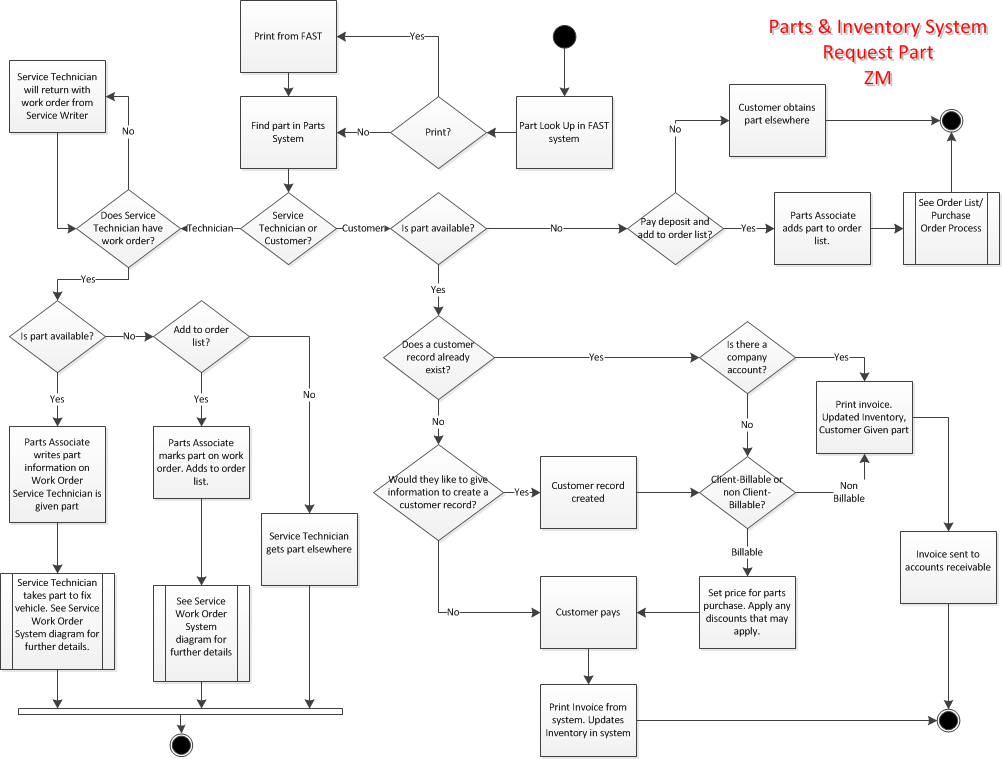 Parts & Inventory System
Request Part
ZM
Print from FAST
Yes
Service Technician
will return with
work order from
Service Writer
No
Find part in Parts
System
No
Print?
Part Look Up in FAST
system
Customer obtains
part elsewhere
No
Does Service
Technician have
work order?
Technician
Service
Technician or
Customer?
Customer
Is part available?
No
Pay deposit and
add to order list?
Yes
Parts Associate
adds part to order
list.
See Order List/
Purchase
Order Process
Yes
Yes
Is part available?
No
Add to order
list?
No
Does a customer
record already
exist?
Yes
Is there a
company
account?
Yes
Yes
Yes
No
No
Print invoice.
Updated Inventory,
Customer Given part
Parts Associate
writes part
information on
Work Order
Service Technician is
given part
Parts Associate
marks part on work
order. Adds to order
list.
Would they like to give
information to create a
customer record?
Yes
Customer record
created
Client-Billable or
non Client-
Billable?
Non
Billable
Service Technician
gets part elsewhere
Billable
Invoice sent to
accounts receivable
Service Technician
takes part to fix
vehicle. See Service
Work Order
System diagram for
further details.
See Service
Work Order
System
diagram for
further details
No
Customer pays
Set price for parts
purchase. Apply any
discounts that may
apply.
Print Invoice from
system. Updates
Inventory in system